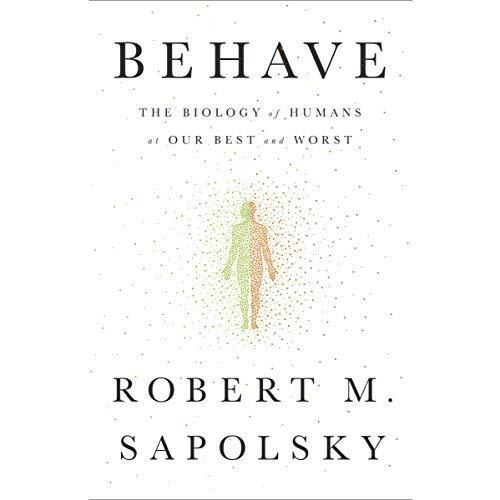 BEHAVE
THE BIOLOGY of HUMANS
at OUR BEST and WORST
ROBERT M.
SAPOLSKY